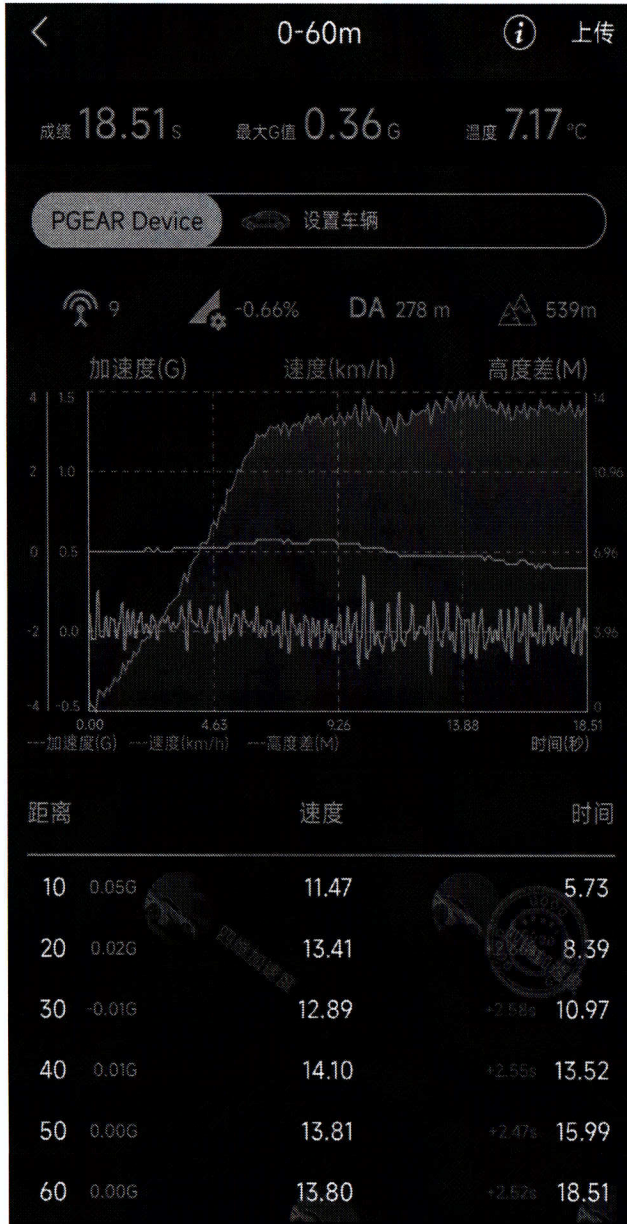 0-60m
i
上传
成绩 18.51 s
最大G值 0.36 G
温度 7.17 °C
PGEAR Device
设置车辆
9
-0.66%
DA 278 m
539m
加速度(G) 速度(km/h) 高度差(M)
4 1.5 14
2 1.0 10.96
0 0.5 6.96
-2 0.0 3.96
-4 -0.5 0
0.00 4.63 9.26 13.88 18.51
---加速度(G) ---速度(km/h) ---高度差(M) 时间(秒)
距离 速度 时间
10 0.05G 11.47 5.73
20 0.02G 13.41 8.39
30 -0.01G 12.89 +2.58s 10.97
40 0.01G 14.10 +2.55s 13.52
50 0.00G 13.81 +2.47s 15.99
60 0.00G 13.80 +2.52s 18.51